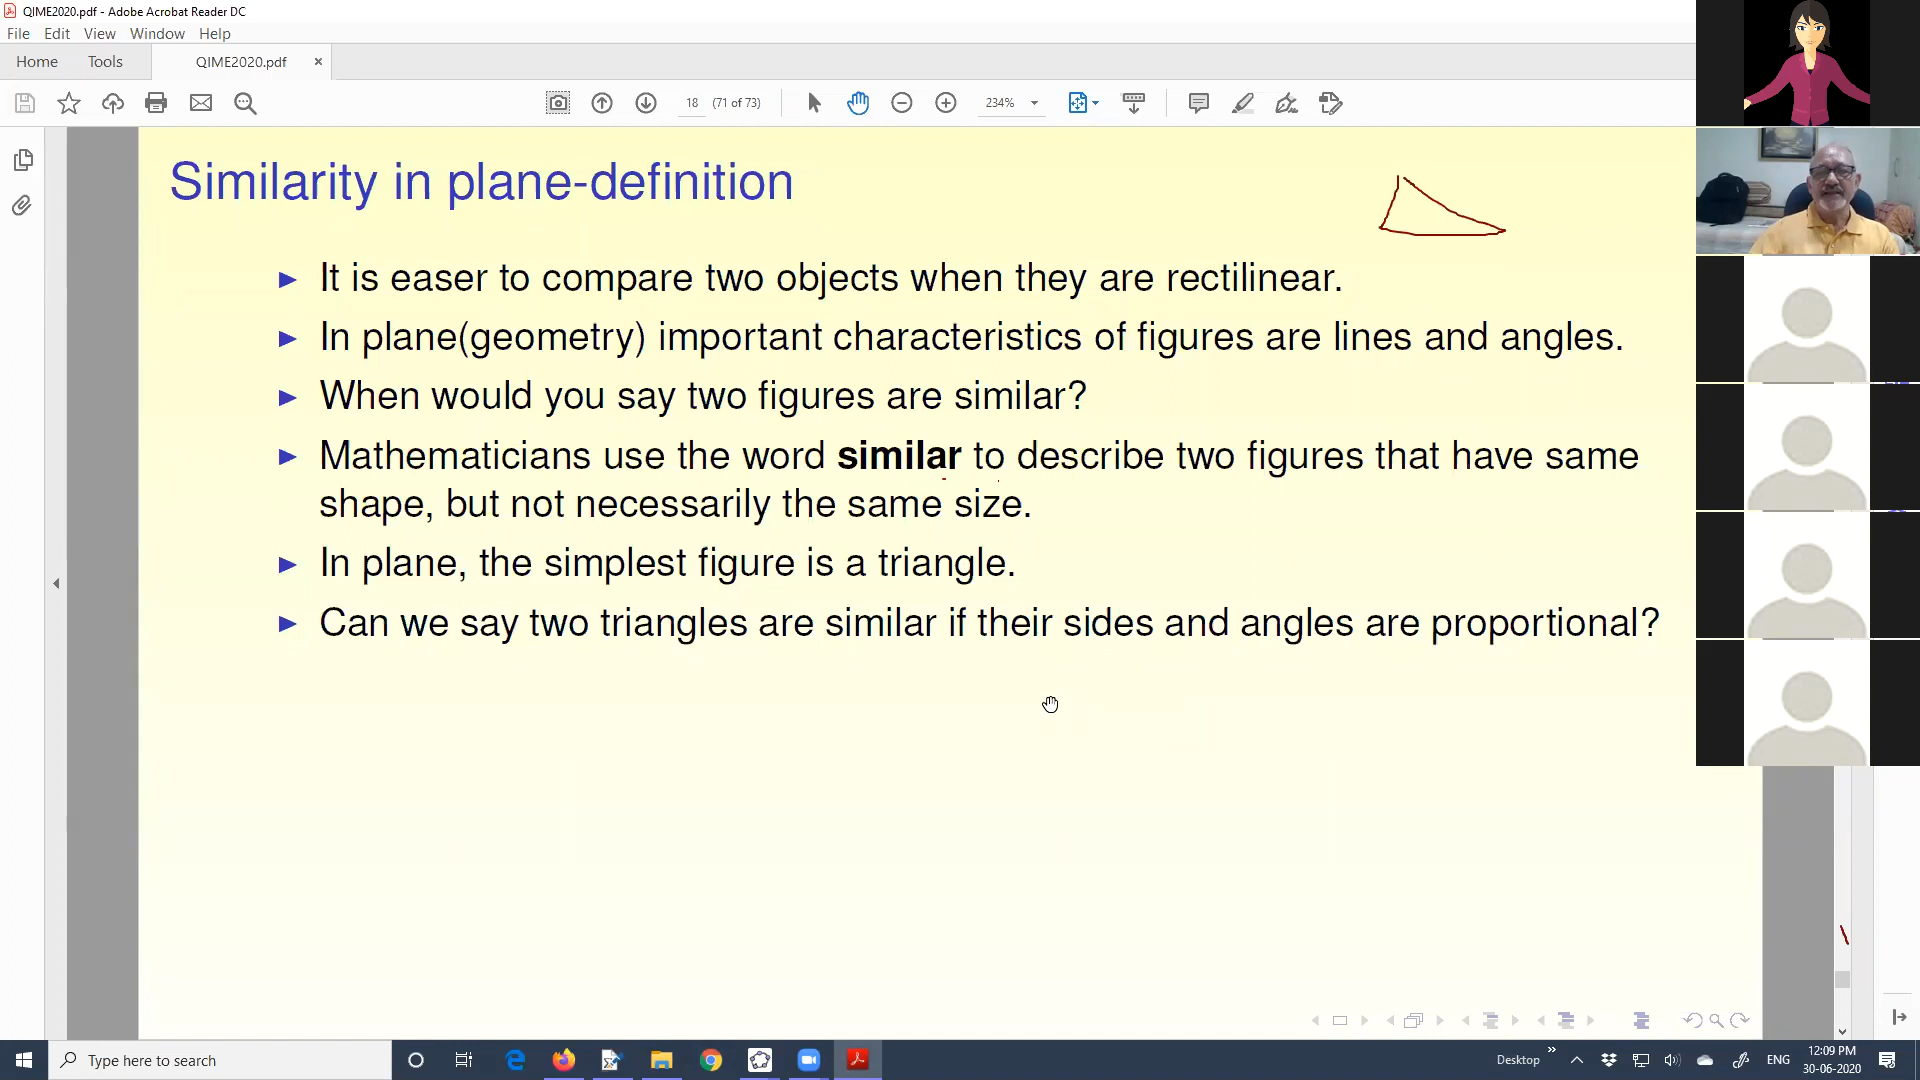 QIME2020.pdf - Adobe Acrobat Reader DC
File Edit View Window Help
Home Tools QIME2020.pdf ×
18 (71 of 73) 234%
Similarity in plane-definition
It is easer to compare two objects when they are rectilinear.
In plane(geometry) important characteristics of figures are lines and angles.
When would you say two figures are similar?
Mathematicians use the word similar to describe two figures that have same
shape, but not necessarily the same size.
In plane, the simplest figure is a triangle.
Can we say two triangles are similar if their sides and angles are proportional?
Type here to search
Desktop » ENG 12:09 PM
30-06-2020